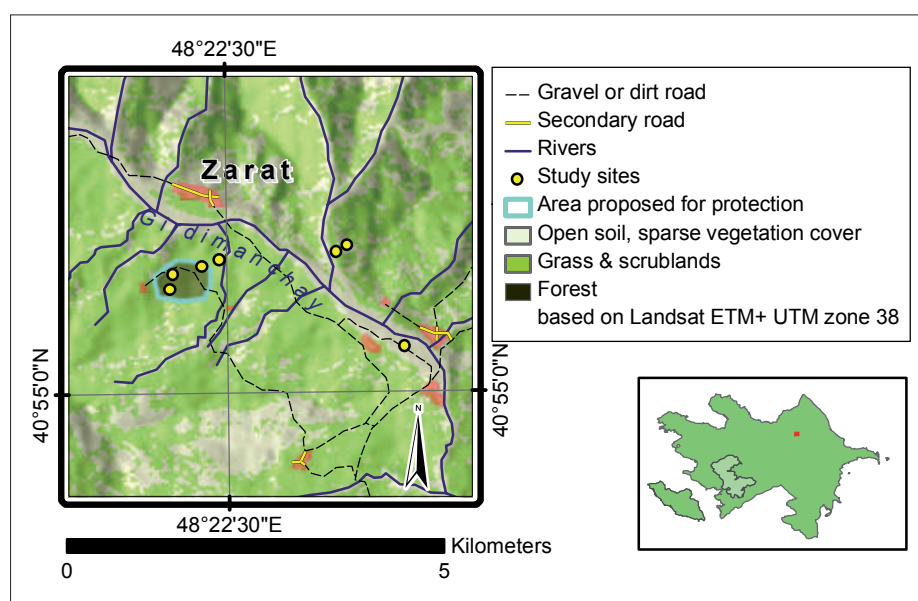 48°22'30"E
Zarat
Girdimanchay
40°55'0"N
40°55'0"N
N
48°22'30"E
Kilometers
0
5
Gravel or dirt road
Secondary road
Rivers
Study sites
Area proposed for protection
Open soil, sparse vegetation cover
Grass & scrublands
Forest
based on Landsat ETM+ UTM zone 38